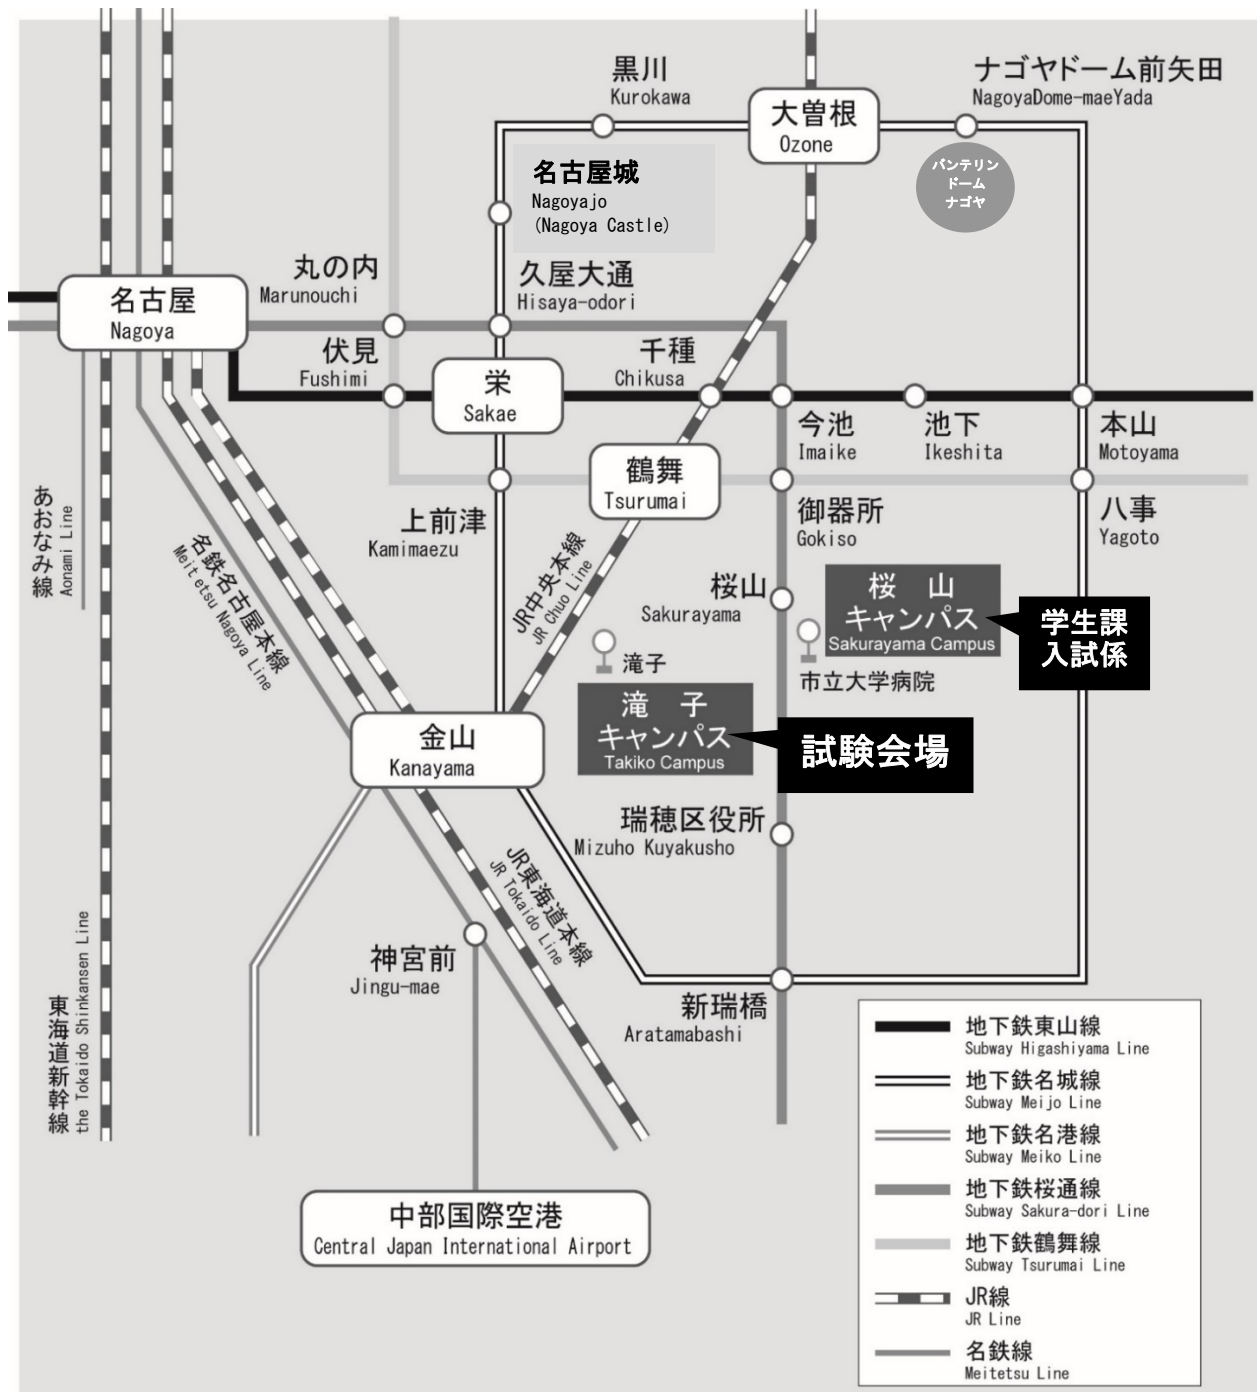 黒川
Kurokawa
大曽根
Ozone
ナゴヤドーム前矢田
NagoyaDome-maeYada
バンテリン
ドーム
ナゴヤ
名古屋城
Nagoyajo
(Nagoya Castle)
名古屋
Nagoya
丸の内
Marunouchi
久屋大通
Hisaya-odori
伏見
Fushimi
栄
Sakae
千種
Chikusa
今池
Imaike
池下
Ikeshita
本山
Motoyama
鶴舞
Tsurumai
上前津
Kamimaezu
御器所
Gokiso
八事
Yagoto
あおなみ線
Aonami Line
名鉄名古屋本線
Meitetsu Nagoya Line
JR中央本線
JR Chuo Line
桜山
Sakurayama
桜 山
キャンパス
Sakurayama Campus
学生課
入試係
市立大学病院
滝子
滝 子
キャンパス
Takiko Campus
試験会場
金山
Kanayama
瑞穂区役所
Mizuho Kuyakusho
JR東海道本線
JR Tokaido Line
神宮前
Jingu-mae
新瑞橋
Aratamabashi
東海道新幹線
the Tokaido Shinkansen Line
中部国際空港
Central Japan International Airport
地下鉄東山線
Subway Higashiyama Line
地下鉄名城線
Subway Meijo Line
地下鉄名港線
Subway Meiko Line
地下鉄桜通線
Subway Sakura-dori Line
地下鉄鶴舞線
Subway Tsurumai Line
JR線
JR Line
名鉄線
Meitetsu Line